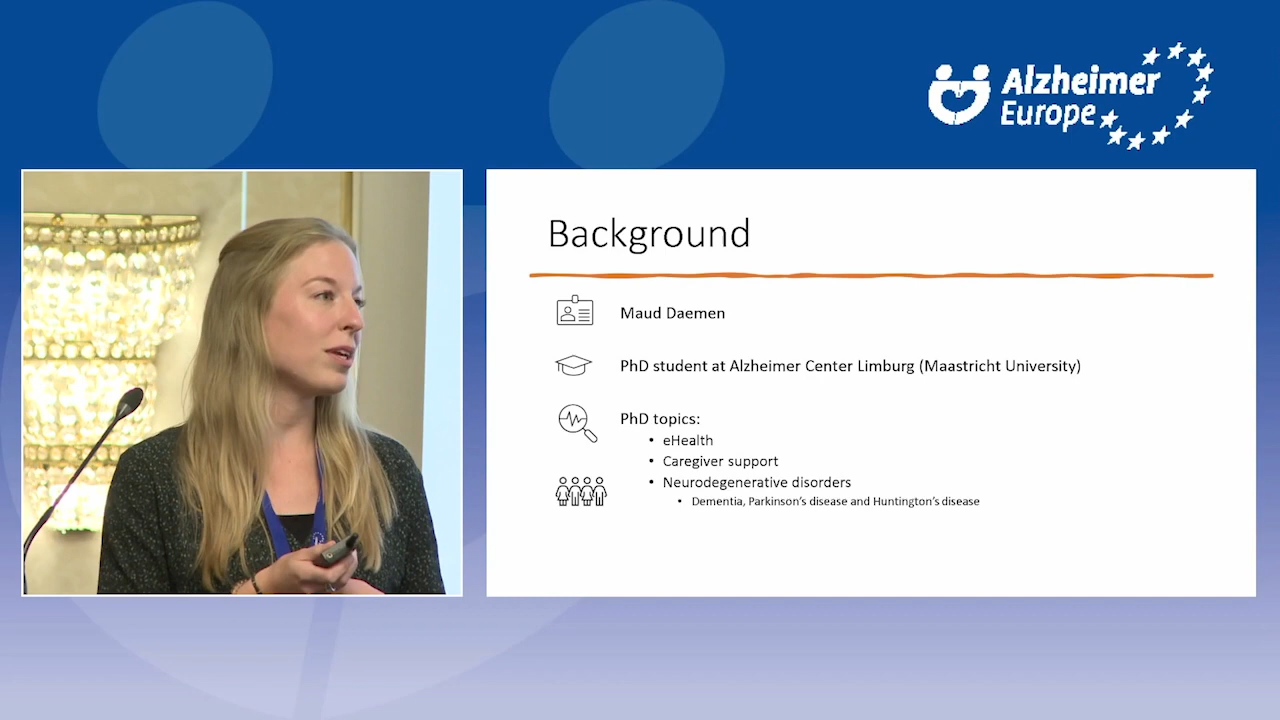 Alzheimer
Europe
Background
Maud Daemen
PhD student at Alzheimer Center Limburg (Maastricht University)
PhD topics:
• eHealth
• Caregiver support
• Neurodegenerative disorders
• Dementia, Parkinson's disease and Huntington's disease